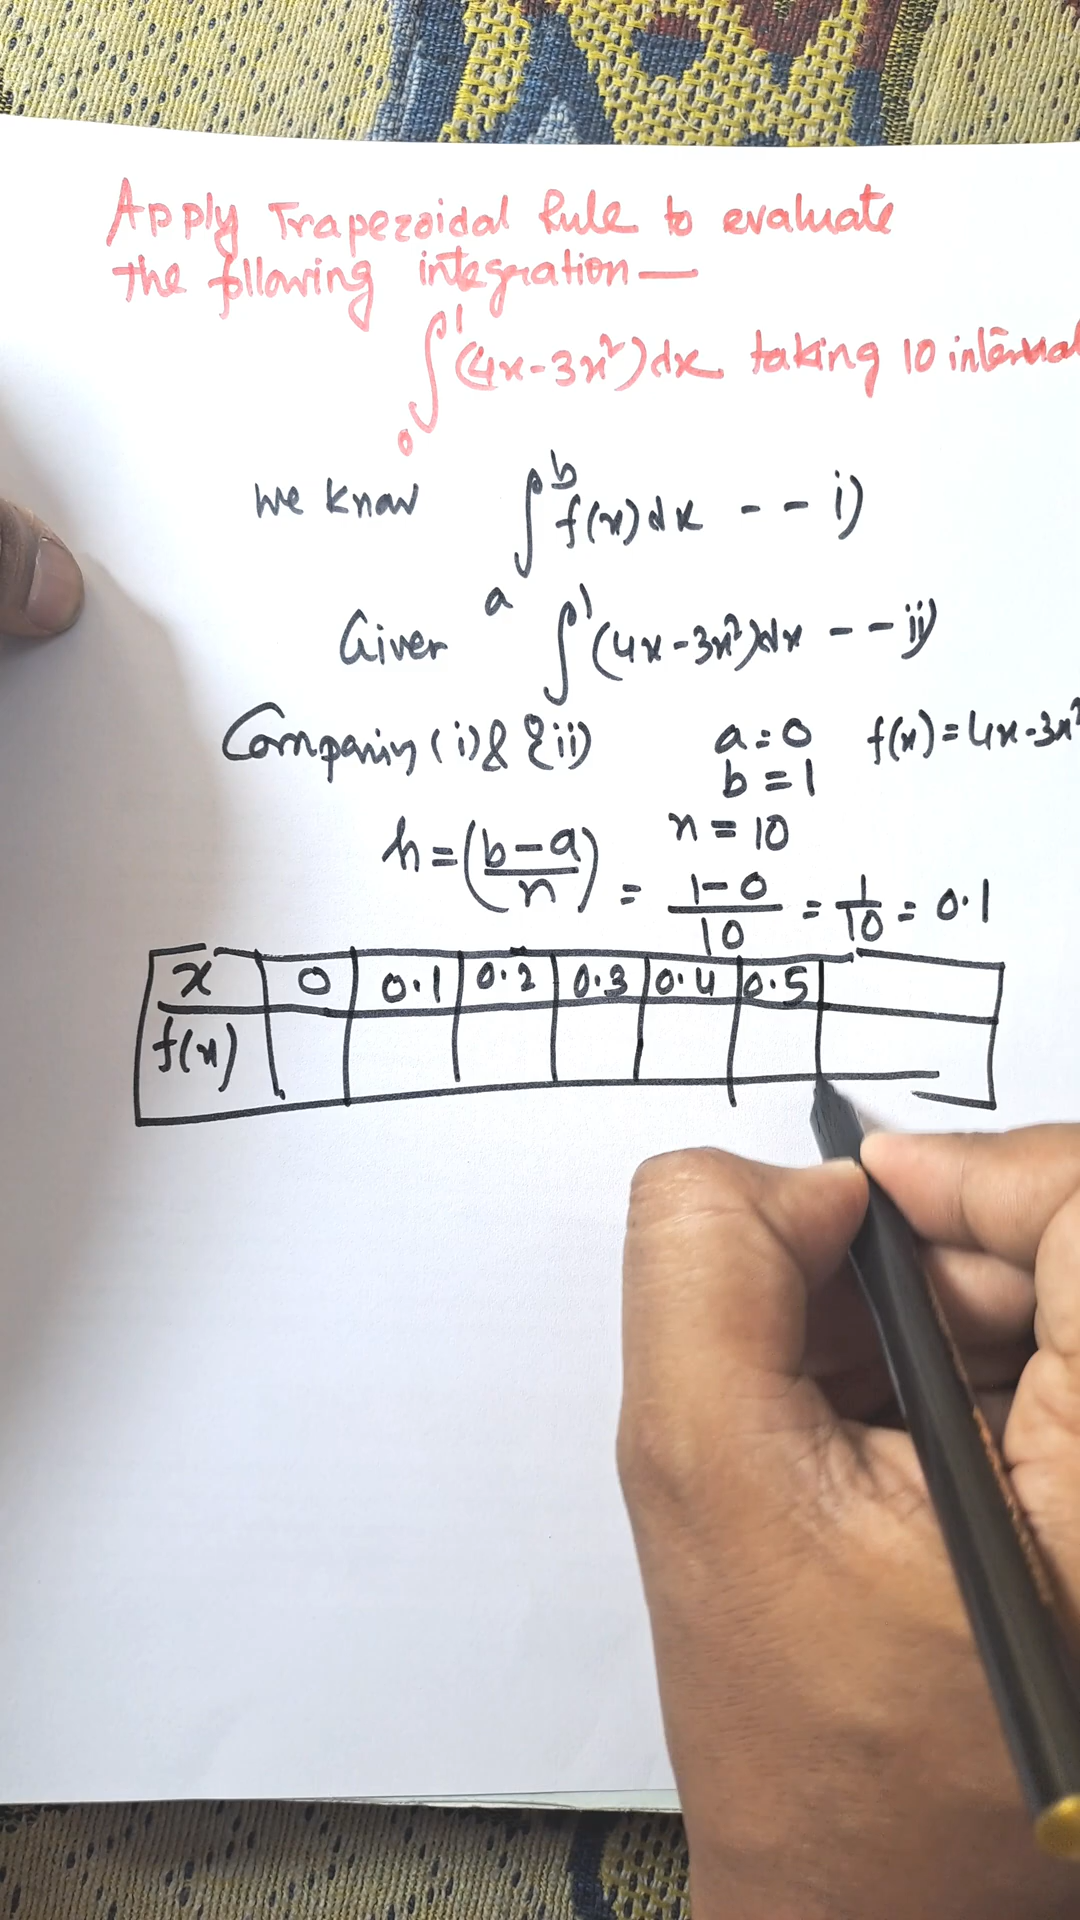 Apply Trapezoidal Rule to evaluate
the following integration —
∫₀¹ (4x-3x²)dx taking 10 interval
we know ∫ₐᵇ f(x)dx -- i)
Given ∫¹ (4x-3x²)dx -- ii)
Comparing (i) & (ii) a=0 f(x)=4x-3x²
b=1
n=10
h=(b-a/n) = 1-0/10 = 1/10 = 0.1
x 0 0.1 0.2 0.3 0.4 0.5
f(x)